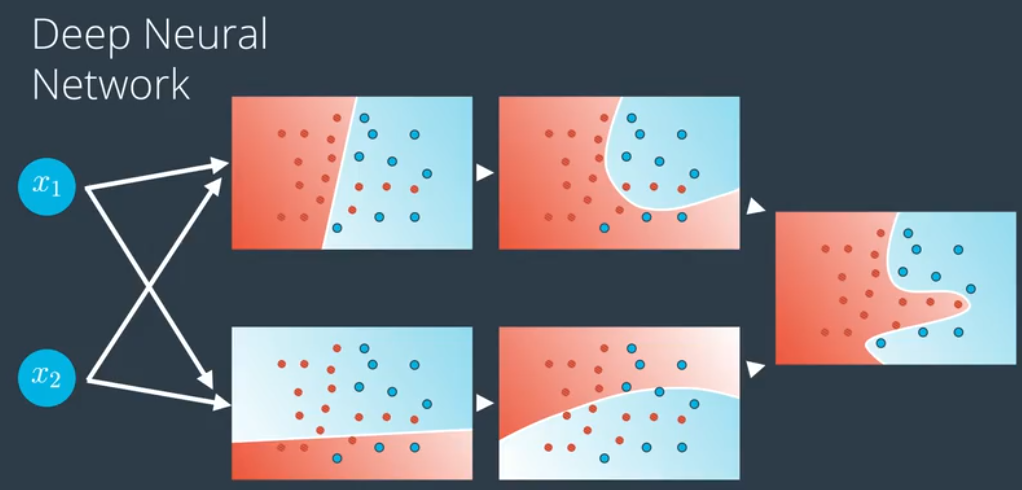 Deep Neural
Network
x₁
x₂